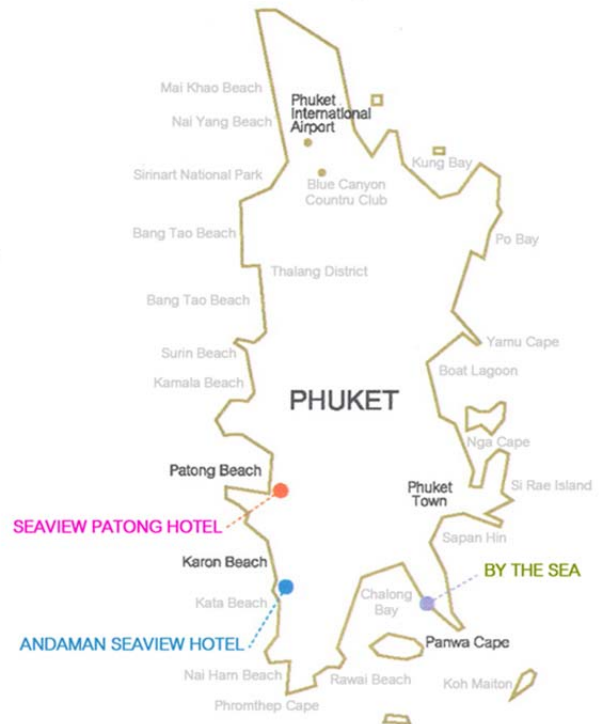 Mai Khao Beach
Phuket
International
Airport
Nai Yang Beach
Kung Bay
Sirinart National Park
Blue Canyon
Countru Club
Bang Tao Beach
Po Bay
Thalang District
Bang Tao Beach
Yamu Cape
Surin Beach
Boat Lagoon
Kamala Beach
PHUKET
Nga Cape
Patong Beach
Phuket
Town
Si Rae Island
SEAVIEW PATONG HOTEL
Sapan Hin
Karon Beach
BY THE SEA
Kata Beach
Chalong
Bay
ANDAMAN SEAVIEW HOTEL
Panwa Cape
Nai Harn Beach
Rawai Beach
Koh Maiton
Phromthep Cape